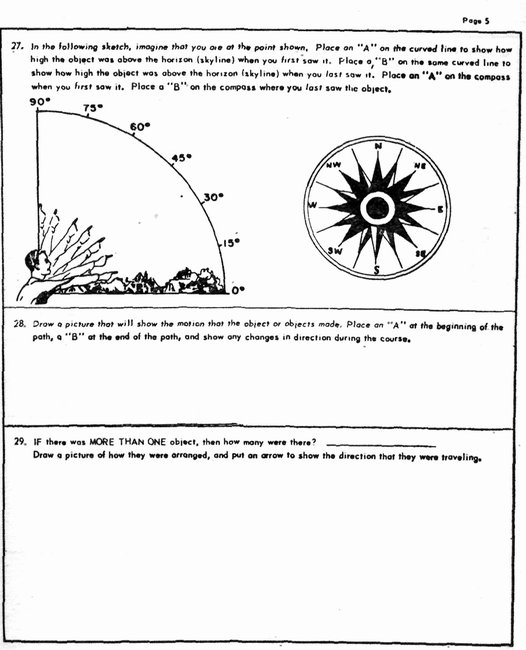 Page 5
27. In the following sketch, imagine that you are at the point shown. Place an "A" on the curved line to show how
high the object was above the horizon (skyline) when you first saw it. Place a "B" on the same curved line to
show how high the object was above the horizon (skyline) when you last saw it. Place an "A" on the compass
when you first saw it. Place a "B" on the compass where you last saw the object.
90°
75°
60°
45°
30°
15°
0°
N
NW
NE
W
E
SW
SE
S
28. Draw a picture that will show the motion that the object or objects made. Place an "A" at the beginning of the
path, a "B" at the end of the path, and show any changes in direction during the course.
29. IF there was MORE THAN ONE object, then how many were there?
Draw a picture of how they were arranged, and put an arrow to show the direction that they were traveling.